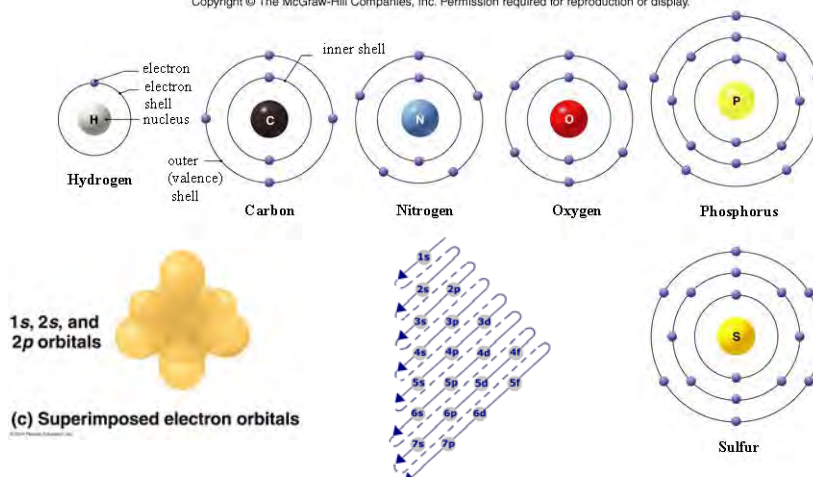 Copyright © The McGraw-Hill Companies, Inc. Permission required for reproduction or display.
electron
electron
shell
nucleus
H
Hydrogen
inner shell
C
outer
(valence)
shell
Carbon
N
Nitrogen
O
Oxygen
P
Phosphorus
1s, 2s, and
2p orbitals
(c) Superimposed electron orbitals
1s
2s 2p
3s 3p 3d
4s 4p 4d 4f
5s 5p 5d 5f
6s 6p 6d
7s 7p
S
Sulfur